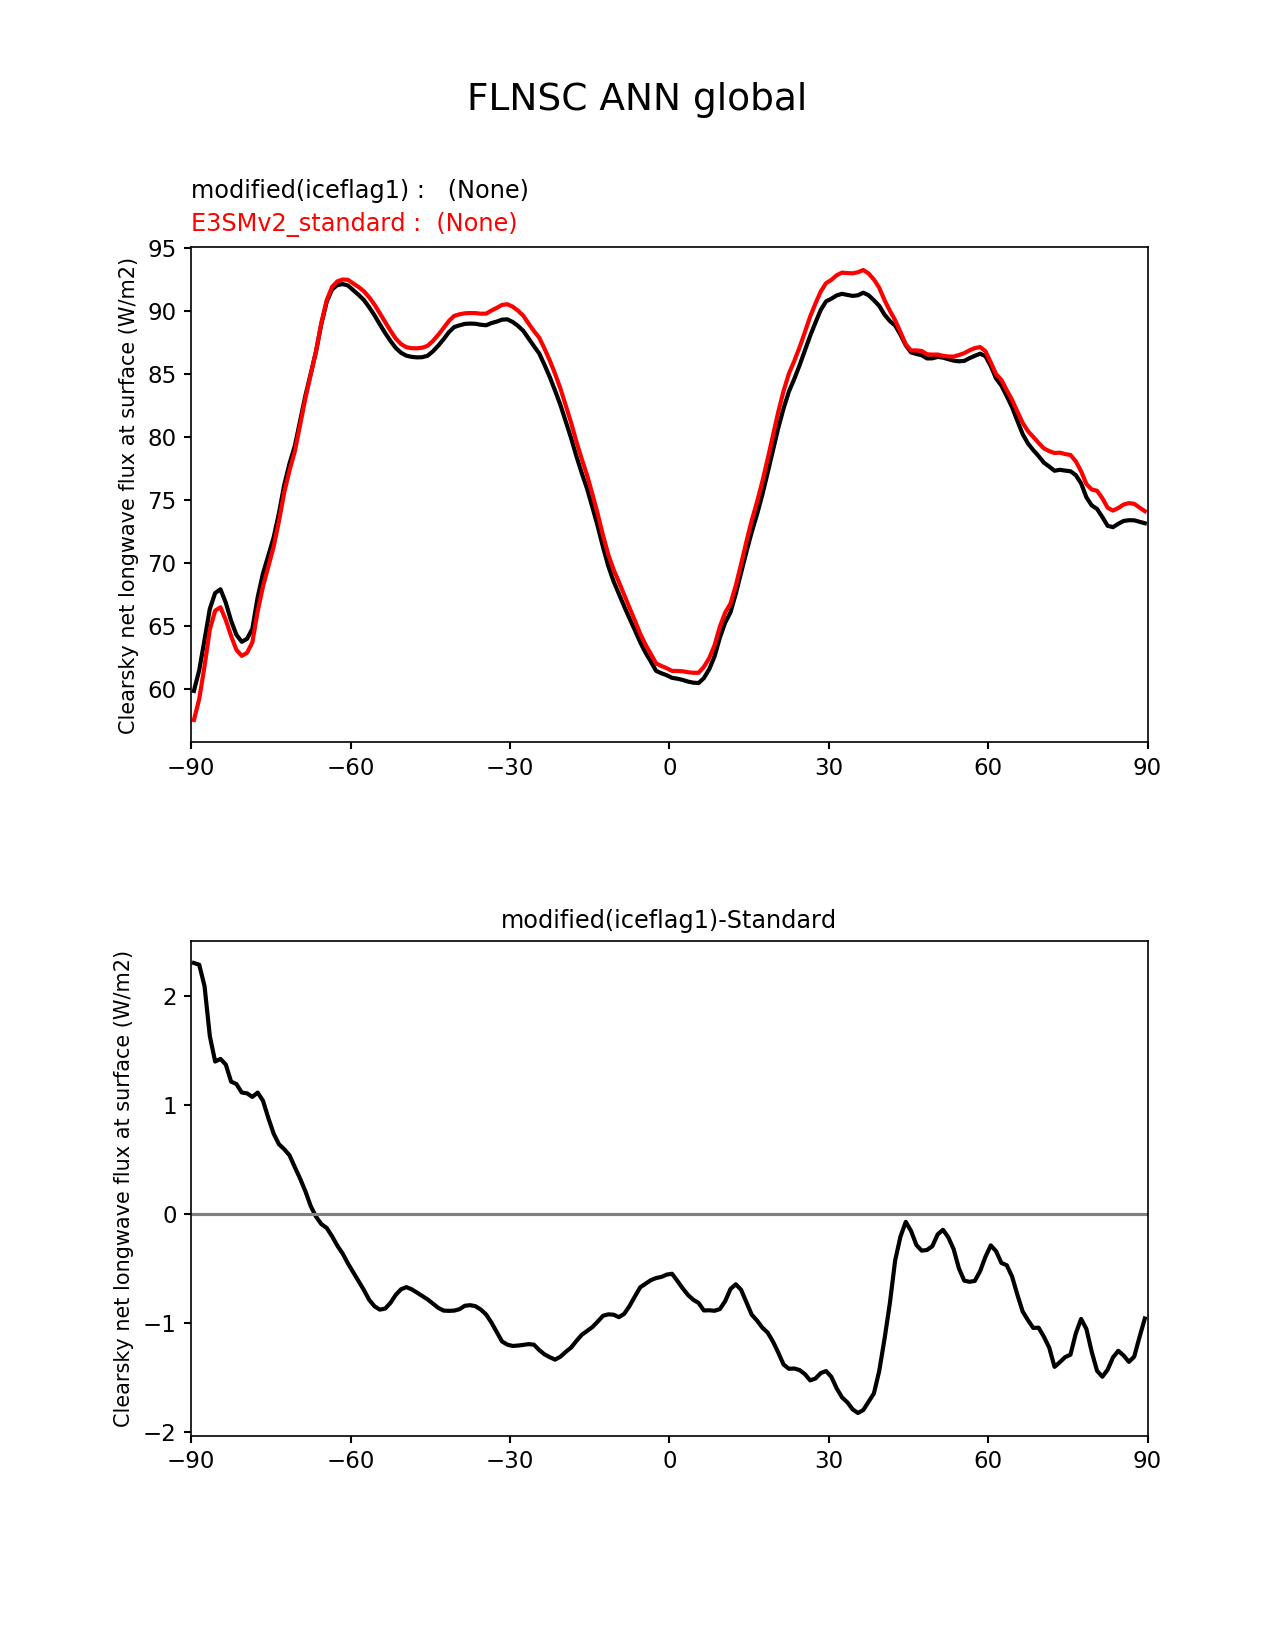 FLNSC ANN global
modified(iceflag1) :   (None)
E3SMv2_standard :  (None)
Clearsky net longwave flux at surface (W/m2)
95
90
85
80
75
70
65
60
−90 −60 −30 0 30 60 90
modified(iceflag1)-Standard
Clearsky net longwave flux at surface (W/m2)
2
1
0
−1
−2
−90 −60 −30 0 30 60 90